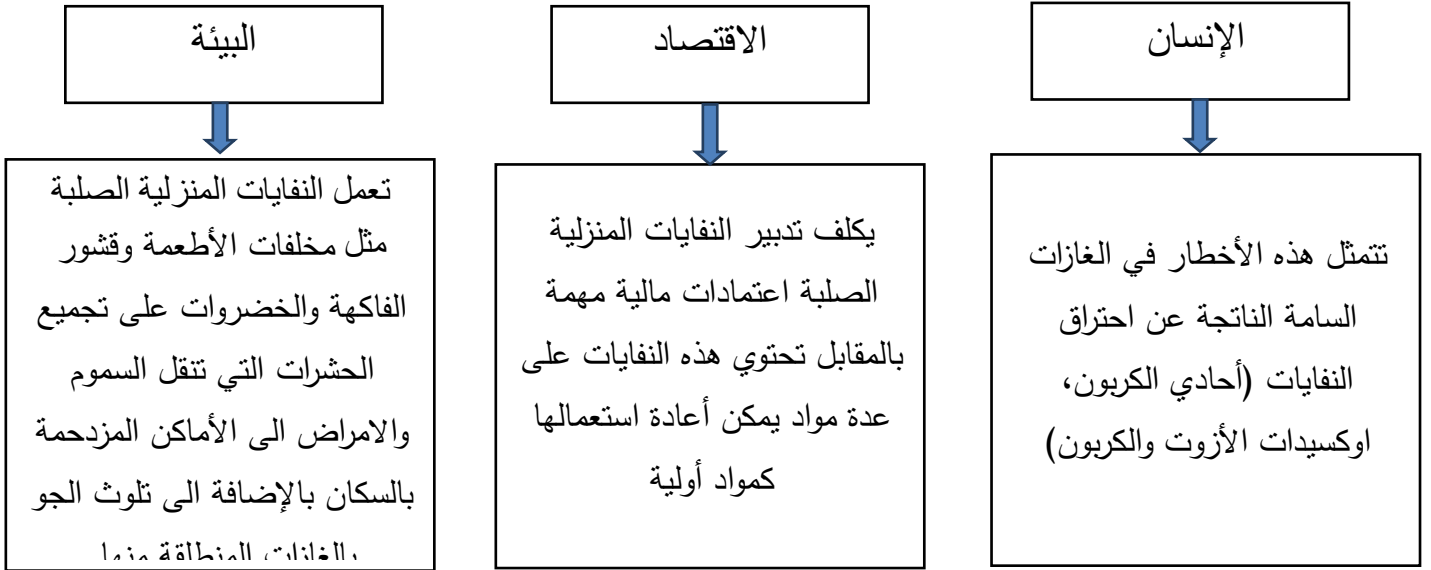 الإنسان
تتمثل هذه الأخطار في الغازات
السامة الناتجة عن احتراق
النفايات (أحادي الكربون،
اوكسيدات الأزوت والكربون)
الاقتصاد
يكلف تدبير النفايات المنزلية
الصلبة اعتمادات مالية مهمة
بالمقابل تحتوي هذه النفايات على
عدة مواد يمكن أعادة استعمالها
كمواد أولية
البيئة
تعمل النفايات المنزلية الصلبة
مثل مخلفات الأطعمة وقشور
الفاكهة والخضروات على تجميع
الحشرات التي تنقل السموم
والامراض الى الأماكن المزدحمة
بالسكان بالإضافة الى تلوث الجو
بالغازات المنطلقة منها